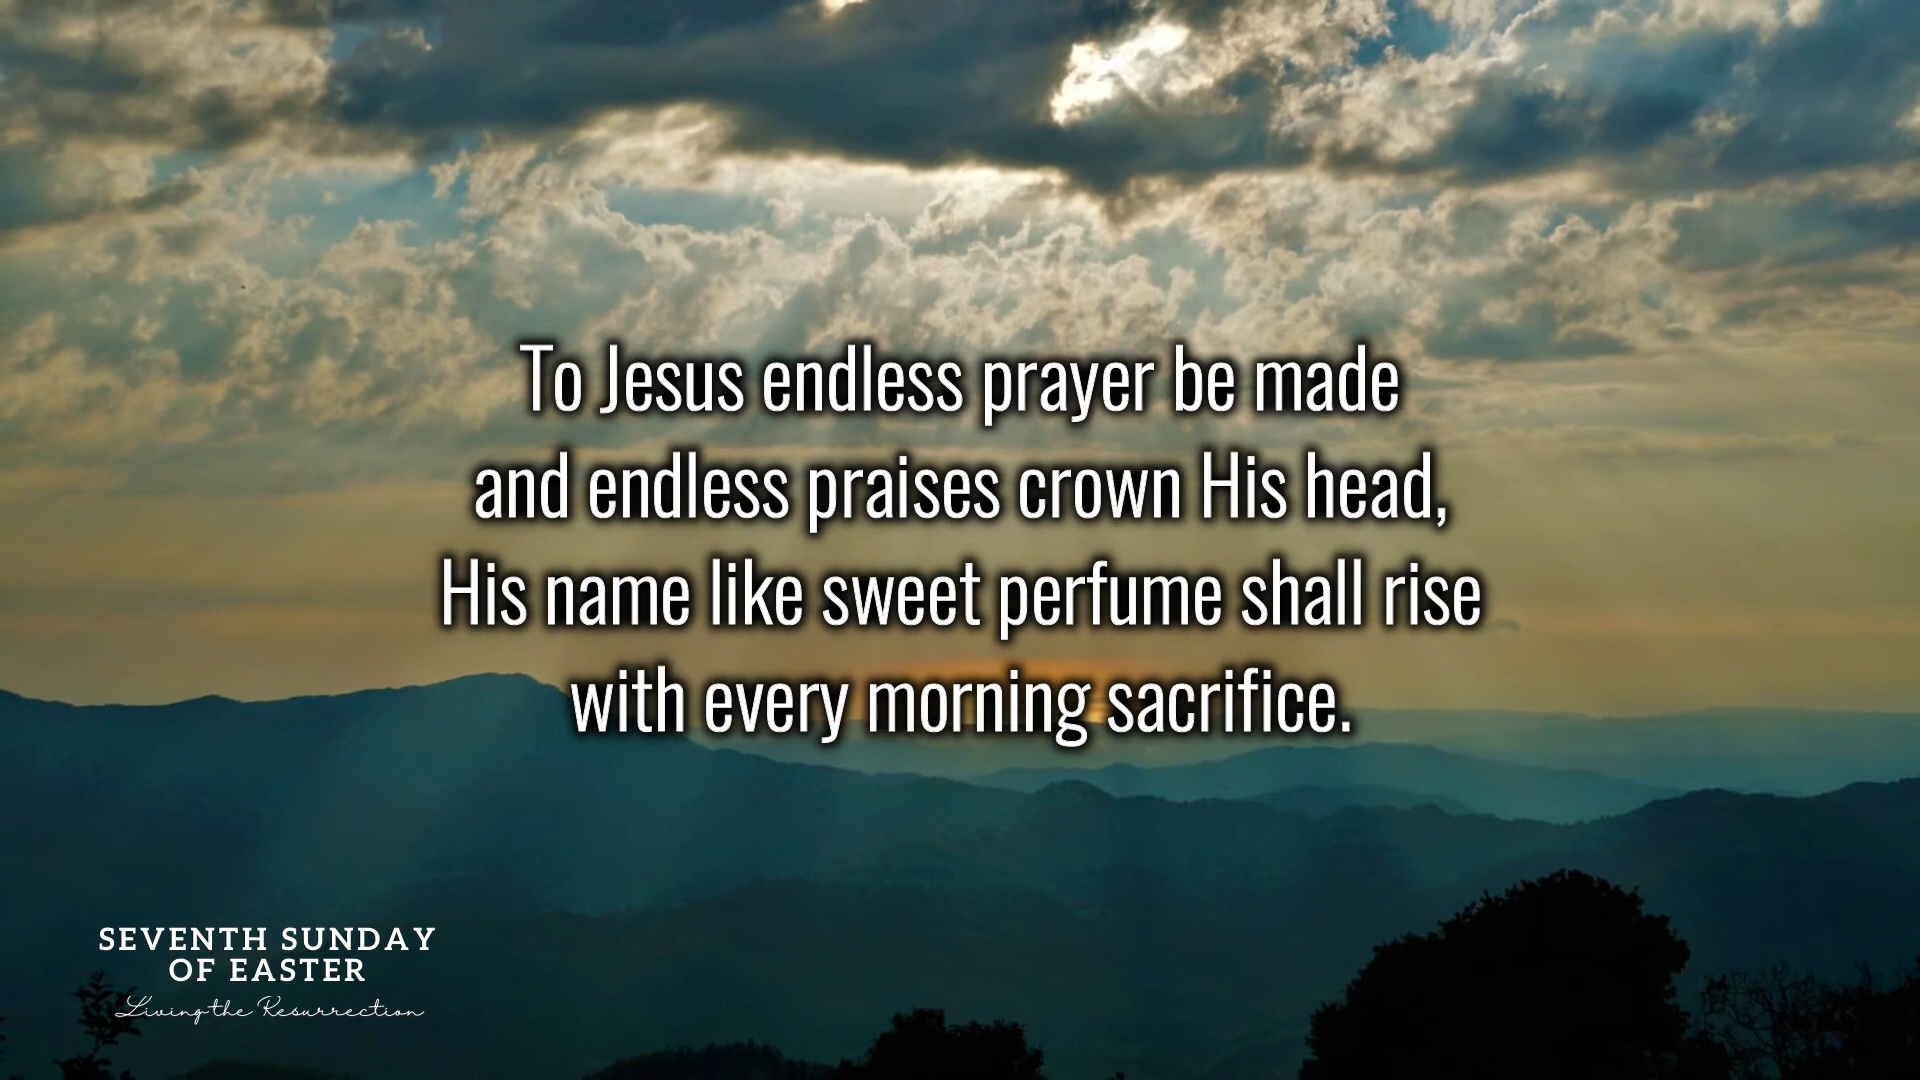 To Jesus endless prayer be made
and endless praises crown His head,
His name like sweet perfume shall rise
with every morning sacrifice.
SEVENTH SUNDAY
OF EASTER
Living the Resurrection